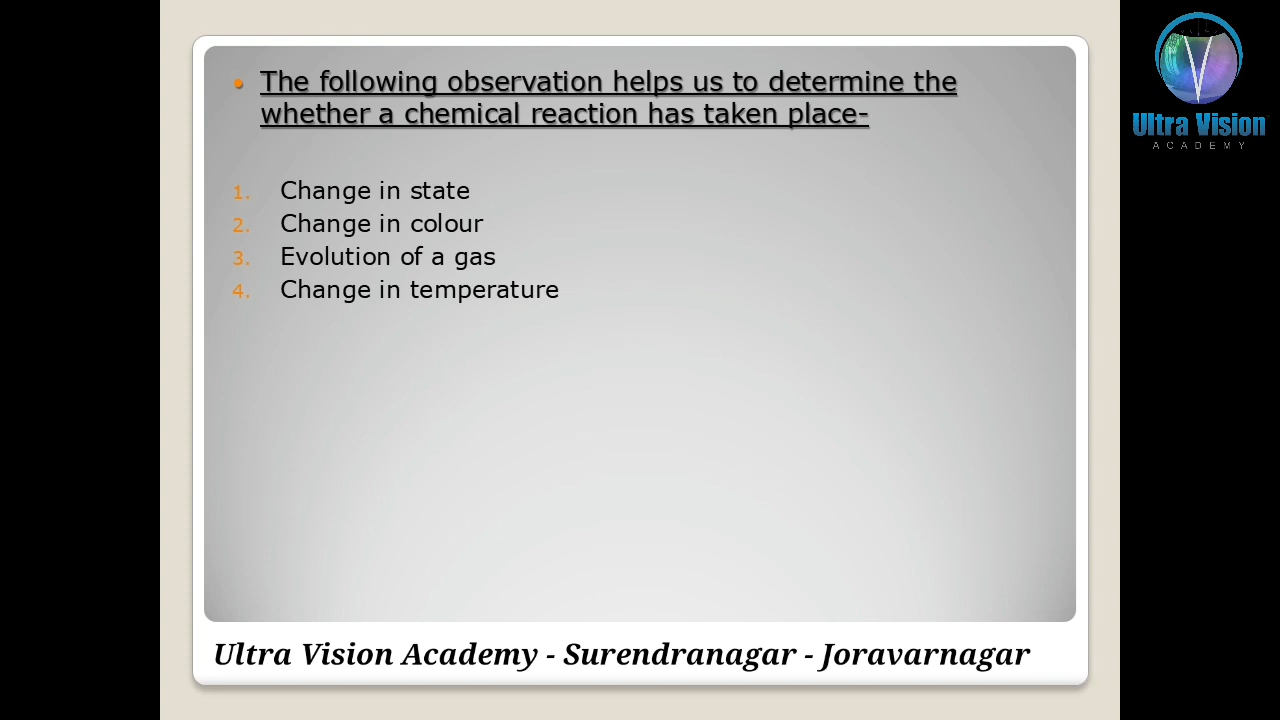 • The following observation helps us to determine the
whether a chemical reaction has taken place-
1. Change in state
2. Change in colour
3. Evolution of a gas
4. Change in temperature
Ultra Vision Academy - Surendranagar - Joravarnagar
Ultra Vision
ACADEMY